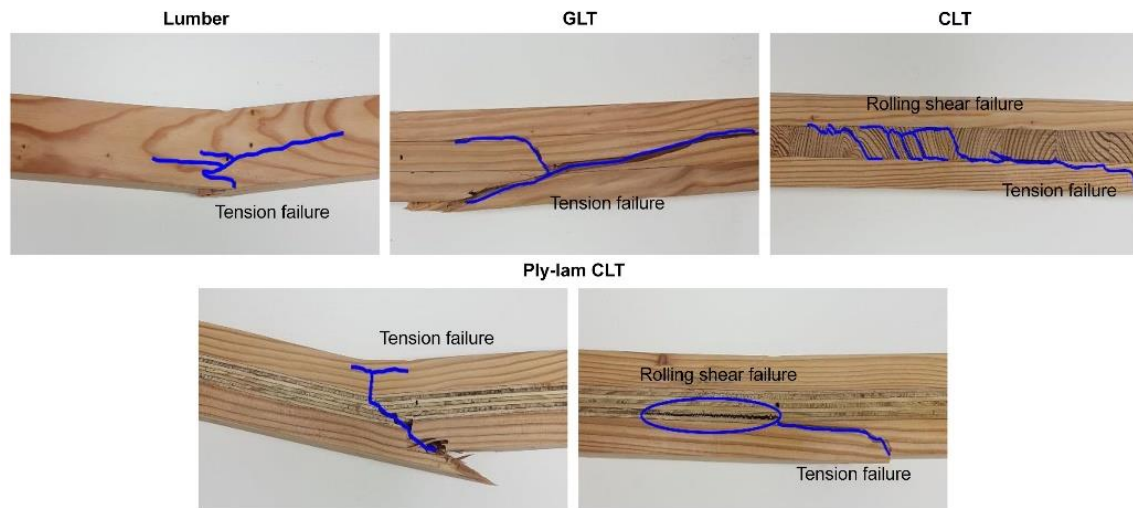 Lumber
GLT
CLT
Tension failure
Tension failure
Rolling shear failure
Tension failure
Ply-lam CLT
Tension failure
Rolling shear failure
Tension failure